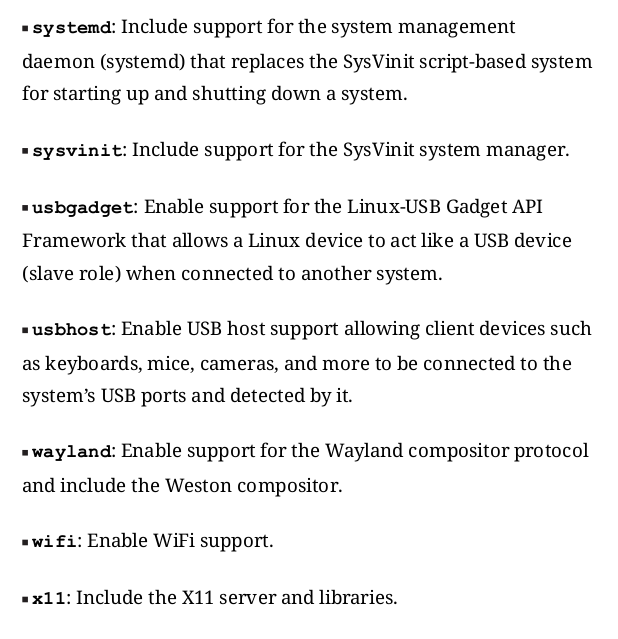 ▪ systemd: Include support for the system management
daemon (systemd) that replaces the SysVinit script-based system
for starting up and shutting down a system.
▪ sysvinit: Include support for the SysVinit system manager.
▪ usbgadget: Enable support for the Linux-USB Gadget API
Framework that allows a Linux device to act like a USB device
(slave role) when connected to another system.
▪ usbhost: Enable USB host support allowing client devices such
as keyboards, mice, cameras, and more to be connected to the
system’s USB ports and detected by it.
▪ wayland: Enable support for the Wayland compositor protocol
and include the Weston compositor.
▪ wifi: Enable WiFi support.
▪ x11: Include the X11 server and libraries.